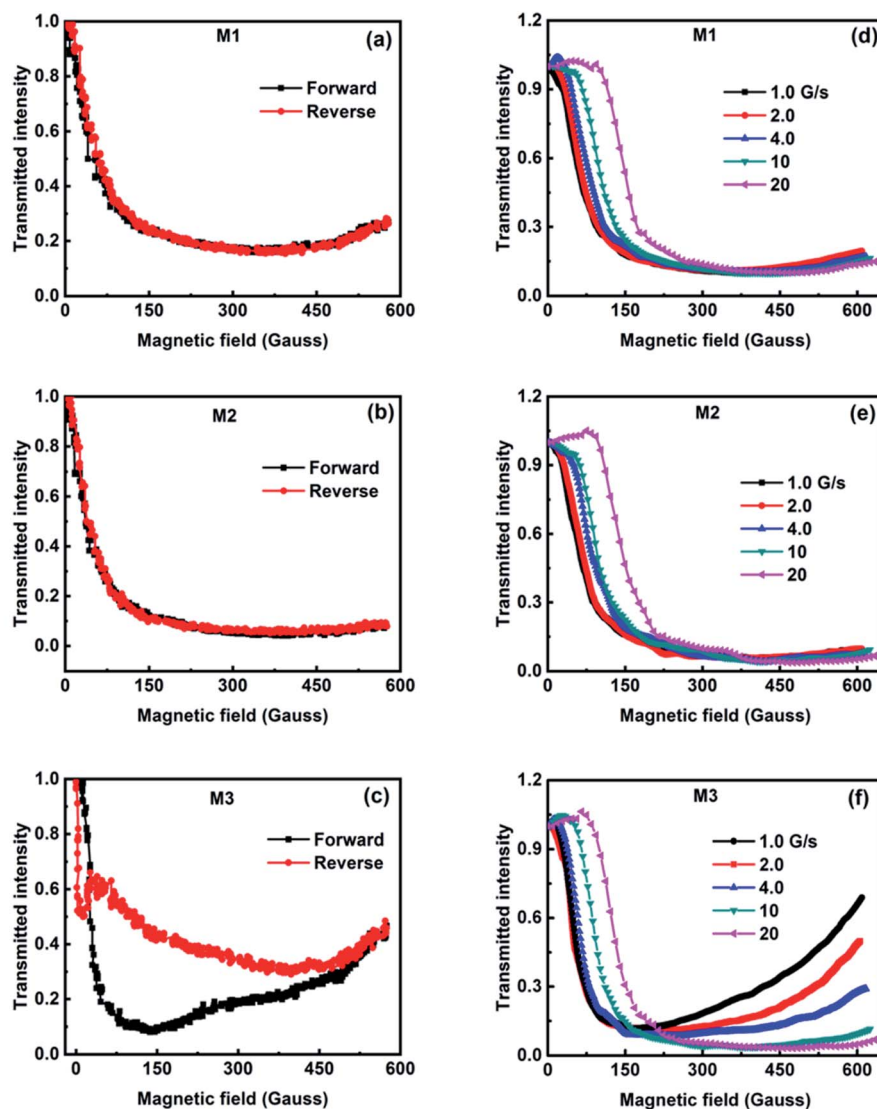 M1
(a)
Forward
Reverse
Transmitted intensity
1.0
0.8
0.6
0.4
0.2
0.0
0 150 300 450 600
Magnetic field (Gauss)
M1
(d)
1.0 G/s
2.0
4.0
10
20
Transmitted intensity
1.2
0.9
0.6
0.3
0.0
0 150 300 450 600
Magnetic field (Gauss)
M2
(b)
Forward
Reverse
Transmitted intensity
1.0
0.8
0.6
0.4
0.2
0.0
0 150 300 450 600
Magnetic field (Gauss)
M2
(e)
1.0 G/s
2.0
4.0
10
20
Transmitted intensity
1.2
0.9
0.6
0.3
0.0
0 150 300 450 600
Magnetic field (Gauss)
M3
(c)
Forward
Reverse
Transmitted intensity
1.0
0.8
0.6
0.4
0.2
0.0
0 150 300 450 600
Magnetic field (Gauss)
M3
(f)
1.0 G/s
2.0
4.0
10
20
Transmitted intensity
1.2
0.9
0.6
0.3
0.0
0 150 300 450 600
Magnetic field (Gauss)